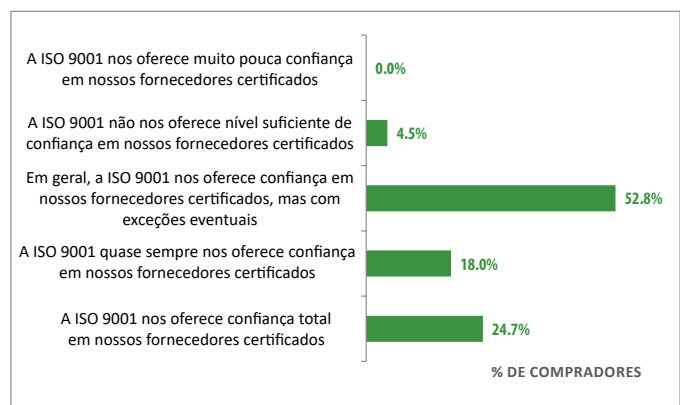 A ISO 9001 nos oferece muito pouca confiança
em nossos fornecedores certificados
0.0%
A ISO 9001 não nos oferece nível suficiente de
confiança em nossos fornecedores certificados
4.5%
Em geral, a ISO 9001 nos oferece confiança em
nossos fornecedores certificados, mas com
exceções eventuais
52.8%
A ISO 9001 quase sempre nos oferece confiança
em nossos fornecedores certificados
18.0%
A ISO 9001 nos oferece confiança total
em nossos fornecedores certificados
24.7%
% DE COMPRADORES